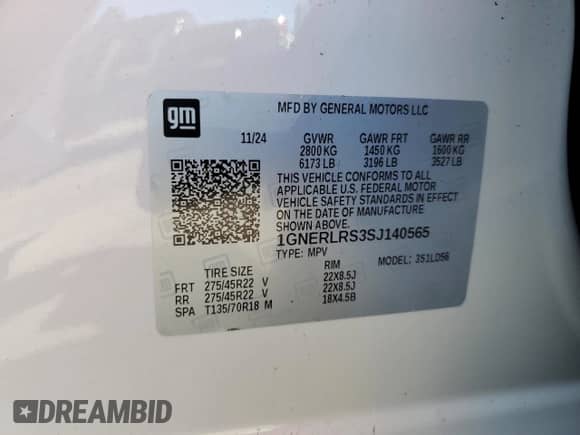 gm
MFD BY GENERAL MOTORS LLC
11/24 GVWR GAWR FRT GAWR RR
2800 KG 1450 KG 1600 KG
6173 LB 3196 LB 3527 LB
THIS VEHICLE CONFORMS TO ALL
APPLICABLE U.S. FEDERAL MOTOR
VEHICLE SAFETY STANDARDS IN EFFECT
ON THE DATE OF MANUFACTURE
SHOWN ABOVE.
1GNERLRS3SJ140565
TYPE: MPV MODEL: 3S1LD56
TIRE SIZE RIM
FRT 275/45R22 V 22X8.5J
RR 275/45R22 V 22X8.5J
SPA T135/70R18 M 18X4.5B
DREAMBID